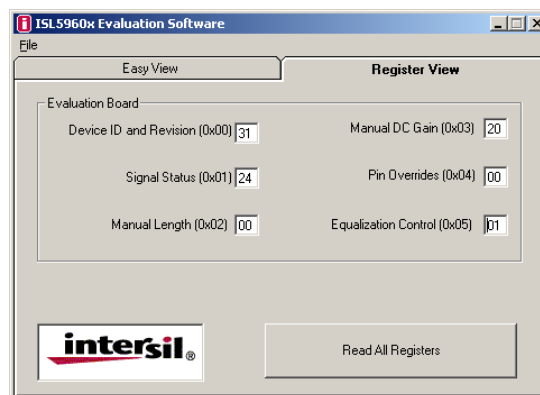 ISL5960x Evaluation Software
File
Easy View
Register View
Evaluation Board
Device ID and Revision (0x00) 31
Signal Status (0x01) 24
Manual Length (0x02) 00
Manual DC Gain (0x03) 20
Pin Overrides (0x04) 00
Equalization Control (0x05) 01
intersil®
Read All Registers